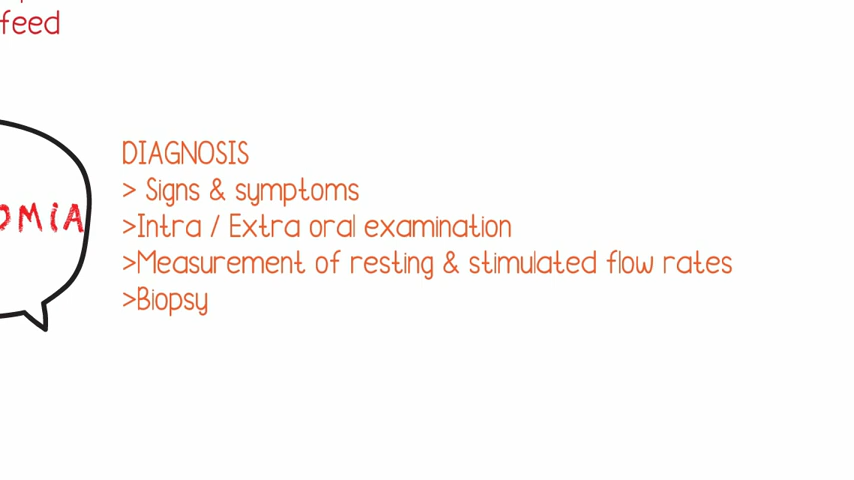 feed
DIAGNOSIS
> Signs & symptoms
>Intra / Extra oral examination
OMiA
>Measurement of resting & stimulated flow rates
>Biopsy